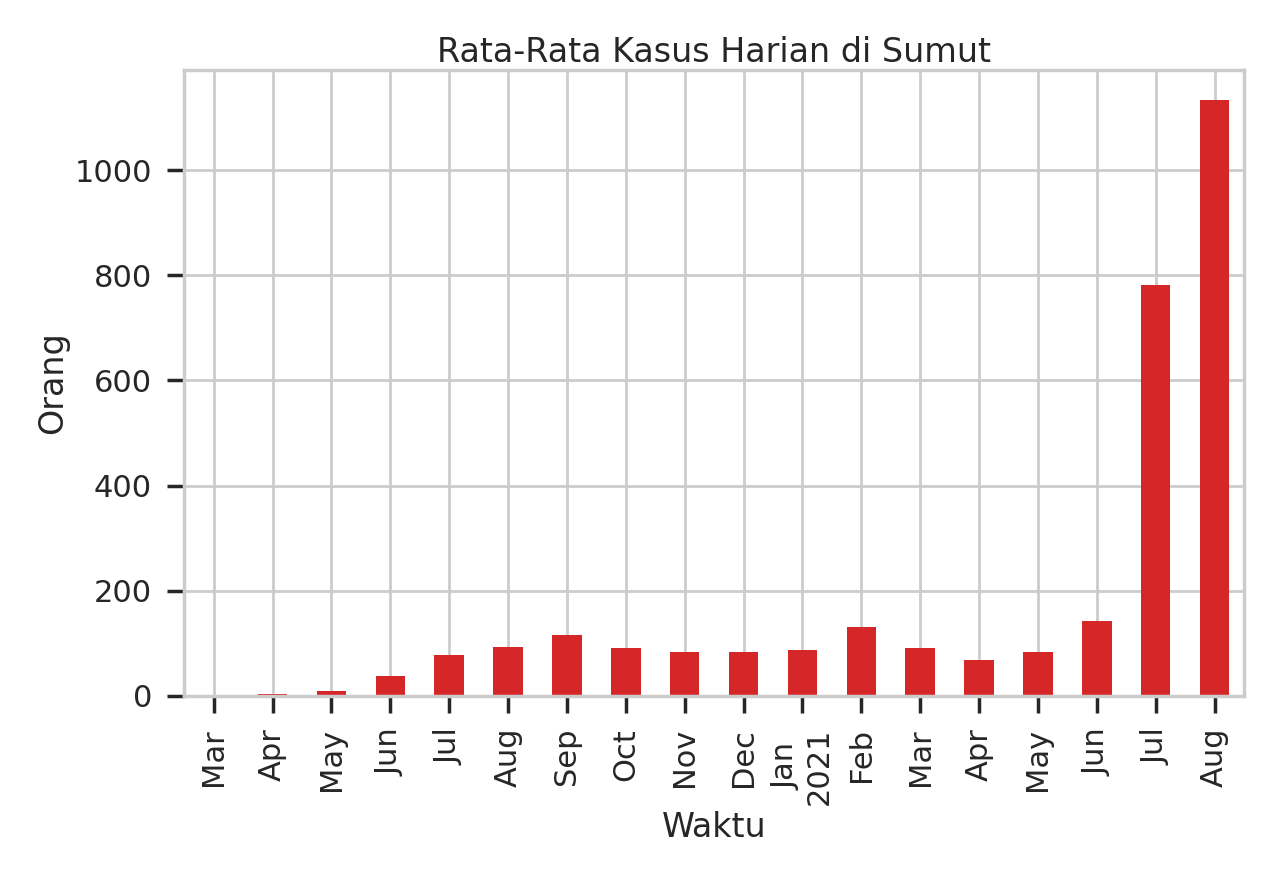 Rata-Rata Kasus Harian di Sumut
Orang
1000
800
600
400
200
0
Mar
Apr
May
Jun
Jul
Aug
Sep
Oct
Nov
Dec
Jan
2021
Feb
Mar
Apr
May
Jun
Jul
Aug
Waktu